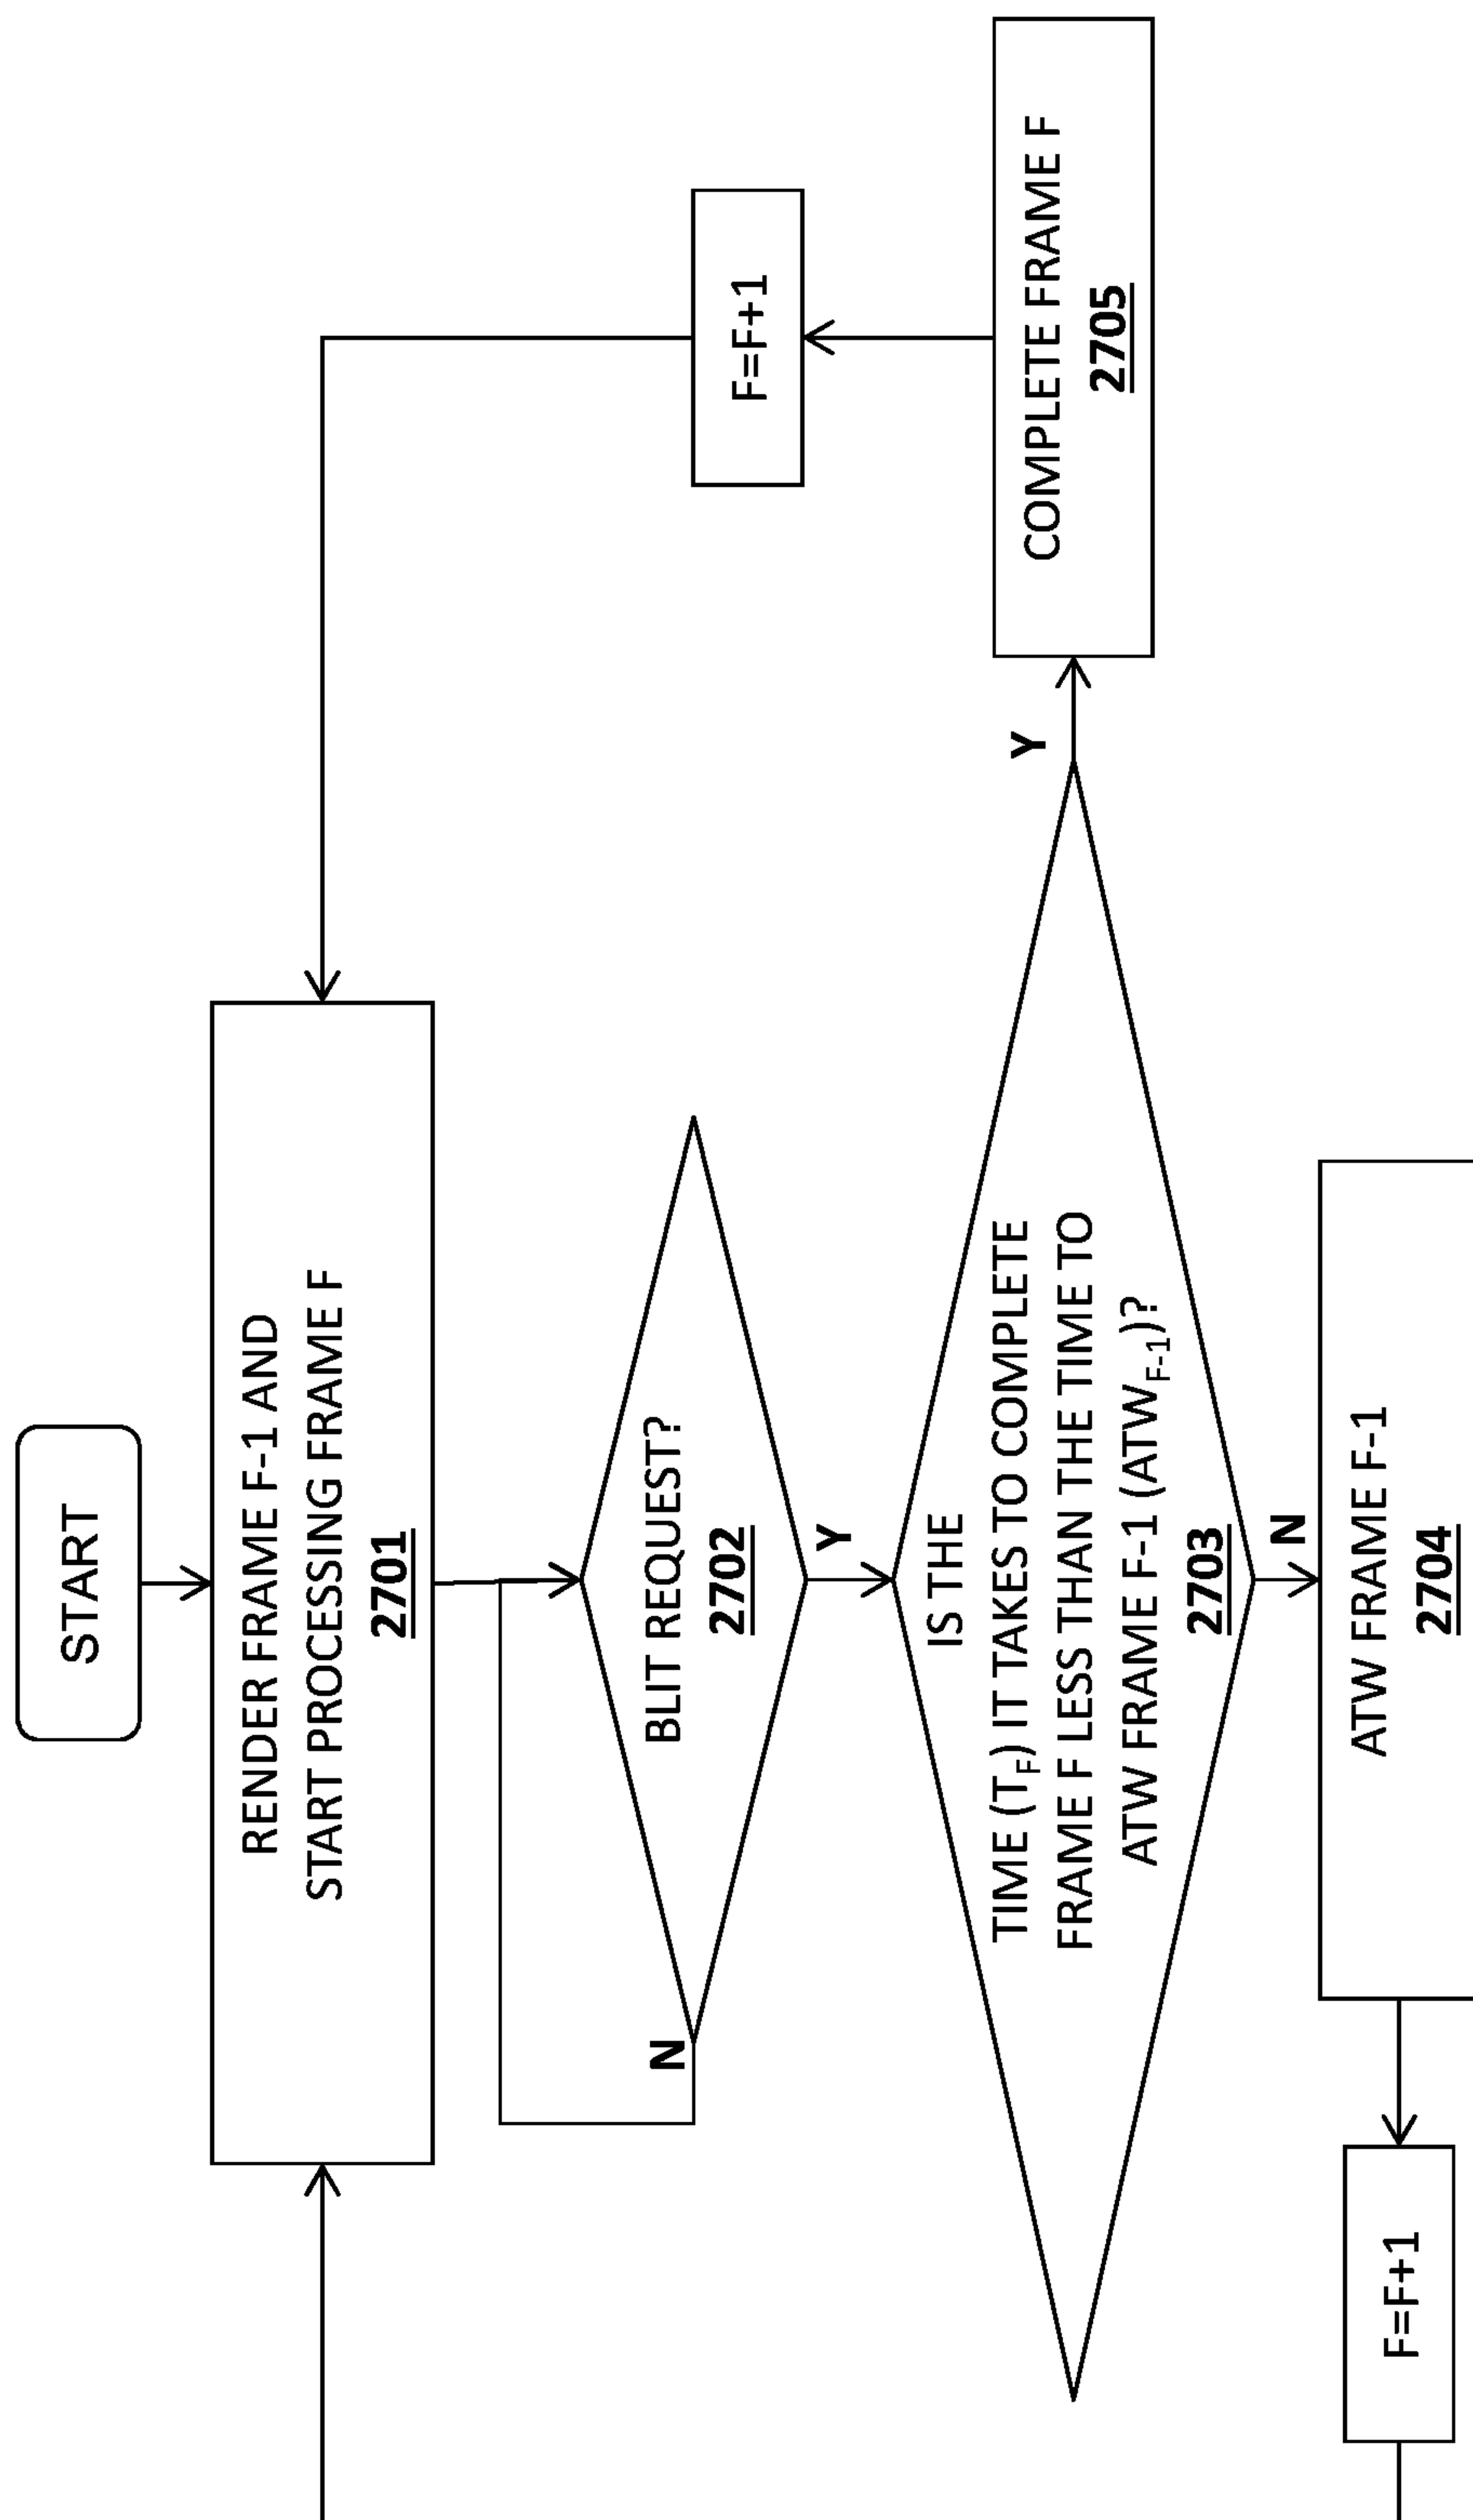 START
RENDER FRAME F-1 AND
START PROCESSING FRAME F
2701
BLIT REQUEST?
2702
N
Y
IS THE
TIME (TF) IT TAKES TO COMPLETE
FRAME F LESS THAN THE TIME TO
ATW FRAME F-1 (ATWF-1)?
2703
Y
N
COMPLETE FRAME F
2705
F=F+1
ATW FRAME F-1
2704
F=F+1